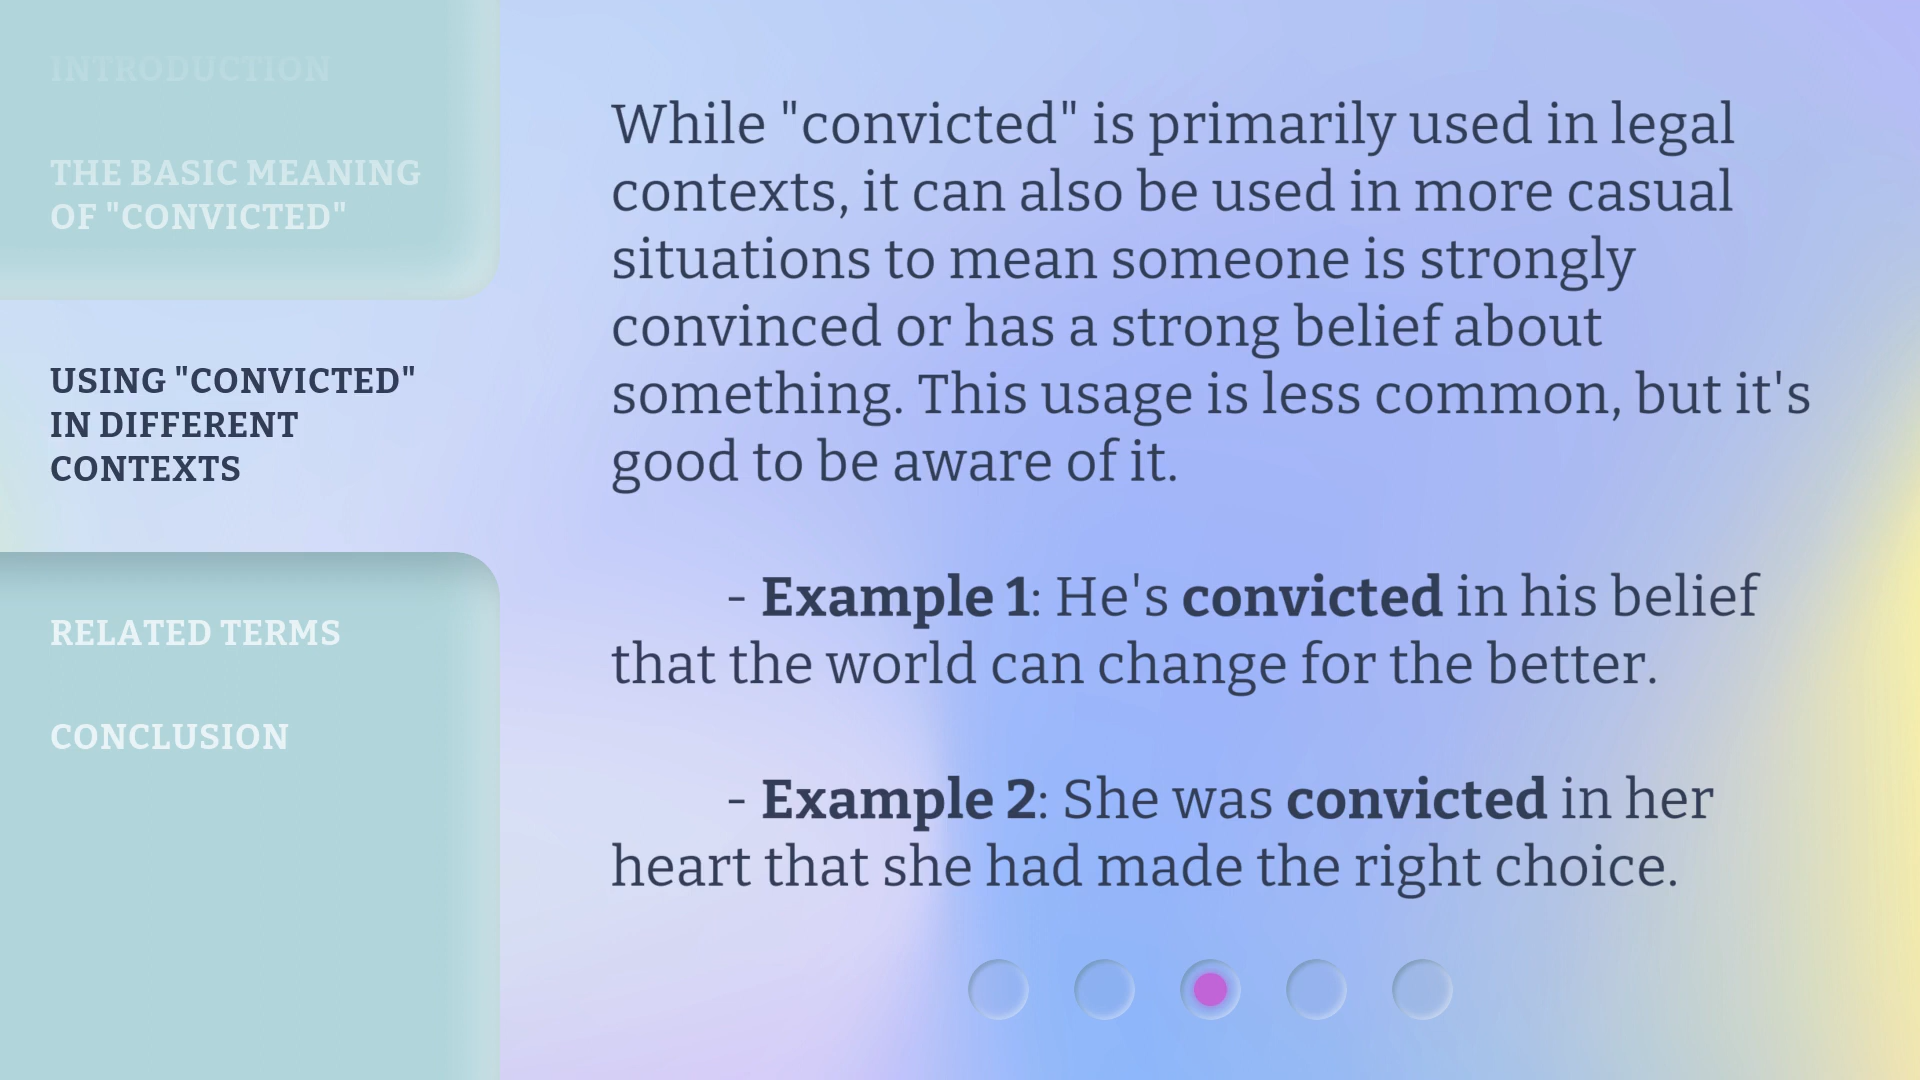 INTRODUCTION
THE BASIC MEANING
OF "CONVICTED"
USING "CONVICTED"
IN DIFFERENT
CONTEXTS
RELATED TERMS
CONCLUSION
While "convicted" is primarily used in legal
contexts, it can also be used in more casual
situations to mean someone is strongly
convinced or has a strong belief about
something. This usage is less common, but it's
good to be aware of it.
- Example 1: He's convicted in his belief
that the world can change for the better.
- Example 2: She was convicted in her
heart that she had made the right choice.